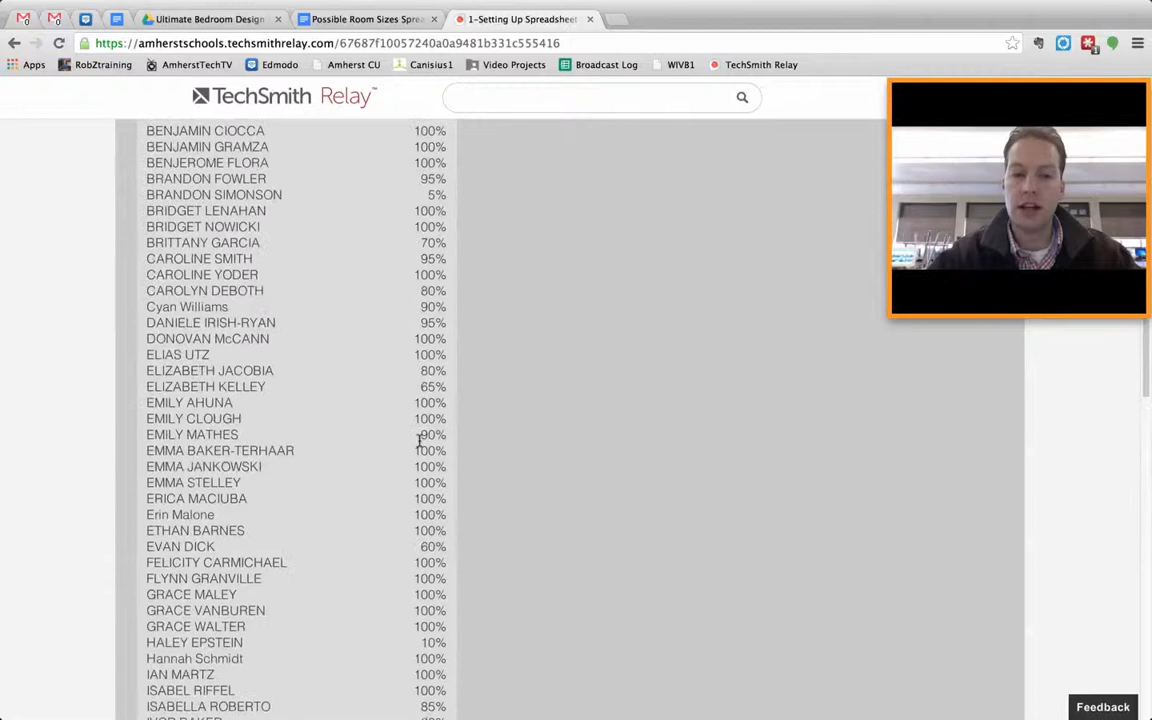 Ultimate Bedroom Design × Possible Room Sizes Sprea × 1-Setting Up Spreadsheet ×
https://amherstschools.techsmithrelay.com/67687f10057240a0a9481b331c555416
Apps RobZtraining AmherstTechTV Edmodo Amherst CU Canisius1 Video Projects Broadcast Log WIVB1 TechSmith Relay
TechSmith Relay™
BENJAMIN CIOCCA 100%
BENJAMIN GRAMZA 100%
BENJEROME FLORA 100%
BRANDON FOWLER 95%
BRANDON SIMONSON 5%
BRIDGET LENAHAN 100%
BRIDGET NOWICKI 100%
BRITTANY GARCIA 70%
CAROLINE SMITH 95%
CAROLINE YODER 100%
CAROLYN DEBOTH 80%
Cyan Williams 90%
DANIELE IRISH-RYAN 95%
DONOVAN McCANN 100%
ELIAS UTZ 100%
ELIZABETH JACOBIA 80%
ELIZABETH KELLEY 65%
EMILY AHUNA 100%
EMILY CLOUGH 100%
EMILY MATHES 90%
EMMA BAKER-TERHAAR 100%
EMMA JANKOWSKI 100%
EMMA STELLEY 100%
ERICA MACIUBA 100%
Erin Malone 100%
ETHAN BARNES 100%
EVAN DICK 60%
FELICITY CARMICHAEL 100%
FLYNN GRANVILLE 100%
GRACE MALEY 100%
GRACE VANBUREN 100%
GRACE WALTER 100%
HALEY EPSTEIN 10%
Hannah Schmidt 100%
IAN MARTZ 100%
ISABEL RIFFEL 100%
ISABELLA ROBERTO 85%
Feedback